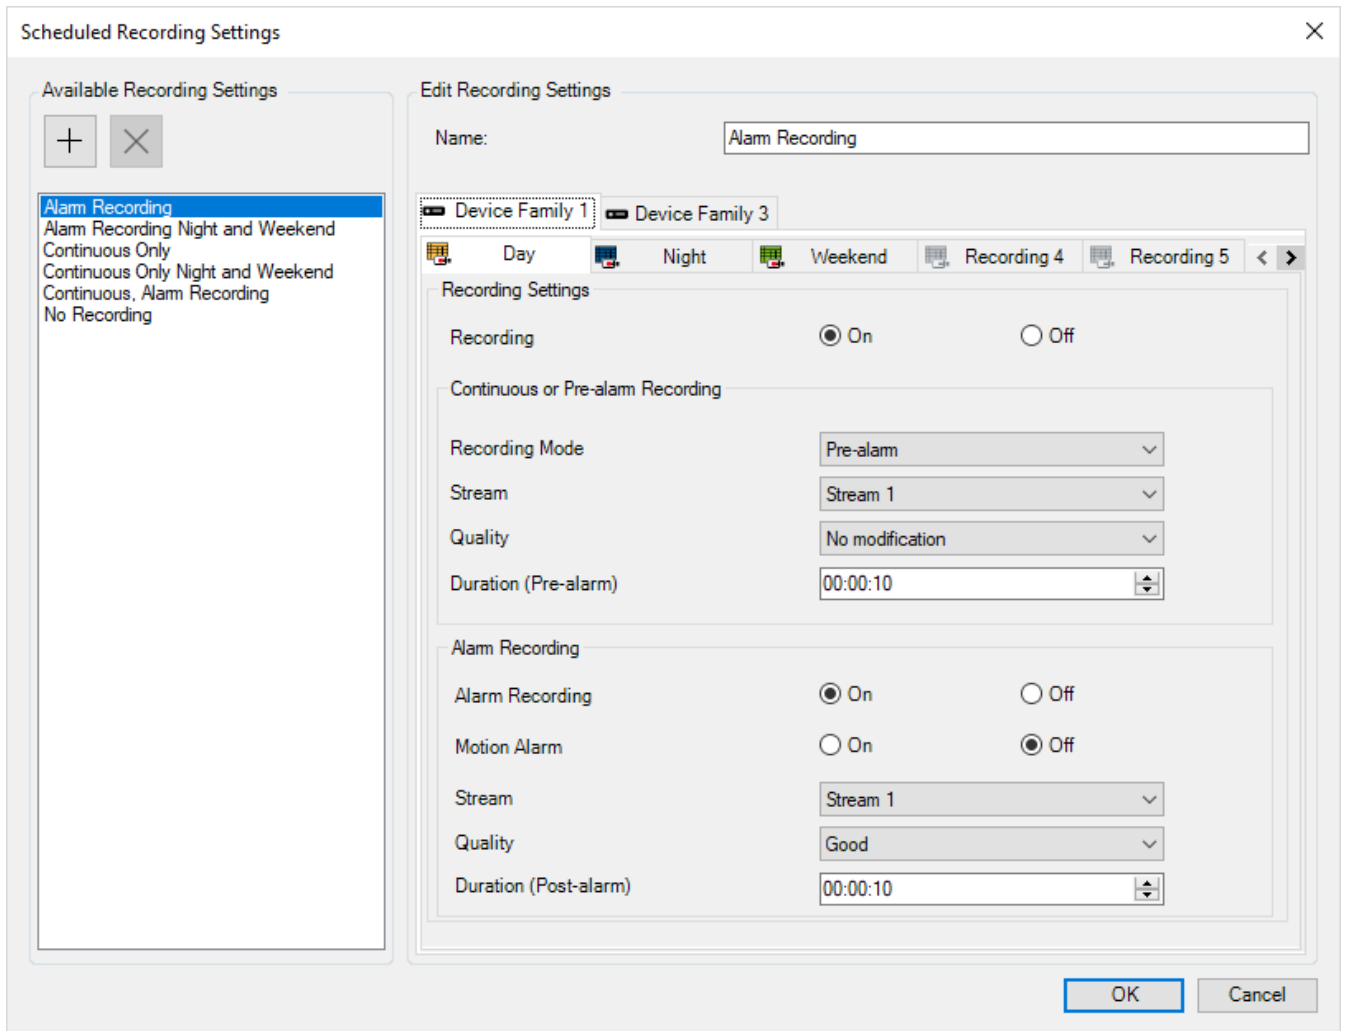 Scheduled Recording Settings
Available Recording Settings
Alarm Recording
Alarm Recording Night and Weekend
Continuous Only
Continuous Only Night and Weekend
Continuous, Alarm Recording
No Recording
Edit Recording Settings
Name: Alarm Recording
Device Family 1 Device Family 3
Day Night Weekend Recording 4 Recording 5
Recording Settings
Recording On Off
Continuous or Pre-alarm Recording
Recording Mode Pre-alarm
Stream Stream 1
Quality No modification
Duration (Pre-alarm) 00:00:10
Alarm Recording
Alarm Recording On Off
Motion Alarm On Off
Stream Stream 1
Quality Good
Duration (Post-alarm) 00:00:10
OK Cancel